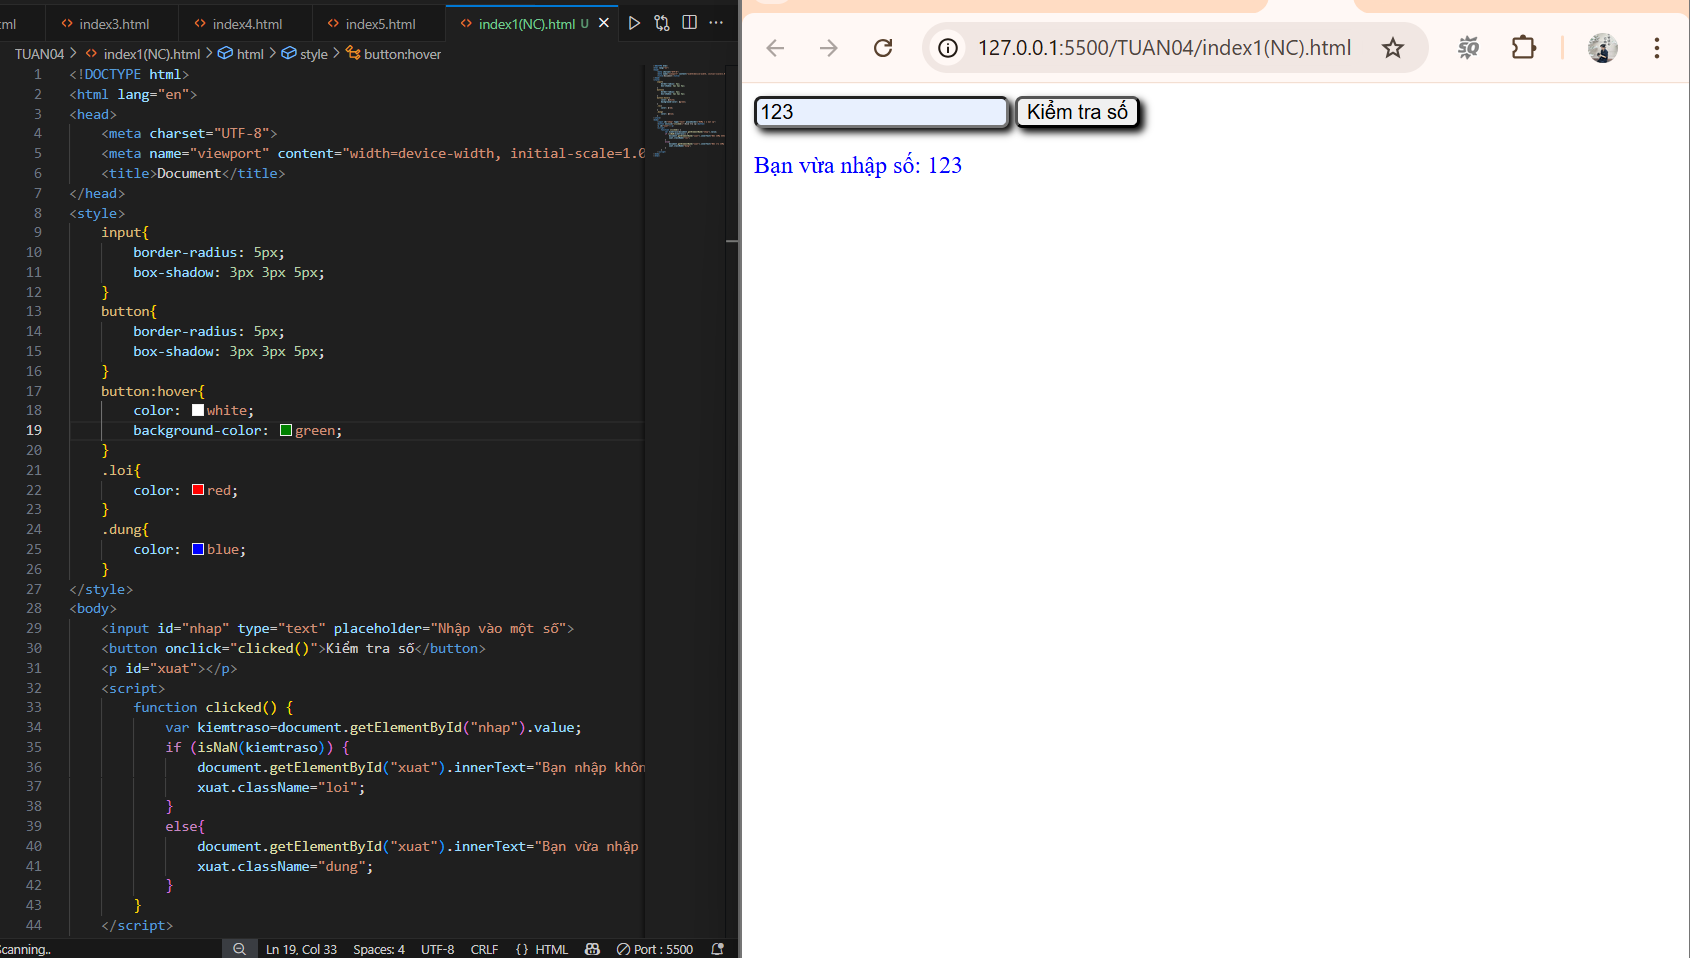 ml
index3.html
index4.html
index5.html
index1(NC).html U
TUAN04 > index1(NC).html > html > style > button:hover
1 <!DOCTYPE html>
2 <html lang="en">
3 <head>
4 <meta charset="UTF-8">
5 <meta name="viewport" content="width=device-width, initial-scale=1.0
6 <title>Document</title>
7 </head>
8 <style>
9 input{
10 border-radius: 5px;
11 box-shadow: 3px 3px 5px;
12 }
13 button{
14 border-radius: 5px;
15 box-shadow: 3px 3px 5px;
16 }
17 button:hover{
18 color: white;
19 background-color: green;
20 }
21 .loi{
22 color: red;
23 }
24 .dung{
25 color: blue;
26 }
27 </style>
28 <body>
29 <input id="nhap" type="text" placeholder="Nhập vào một số">
30 <button onclick="clicked()">Kiểm tra số</button>
31 <p id="xuat"></p>
32 <script>
33 function clicked() {
34 var kiemtraso=document.getElementById("nhap").value;
35 if (isNaN(kiemtraso)) {
36 document.getElementById("xuat").innerText="Bạn nhập khôn
37 xuat.className="loi";
38 }
39 else{
40 document.getElementById("xuat").innerText="Bạn vừa nhập
41 xuat.className="dung";
42 }
43 }
44 </script>
canning..
Ln 19, Col 33
Spaces: 4
UTF-8
CRLF
{ } HTML
Port : 5500
127.0.0.1:5500/TUAN04/index1(NC).html
123
Kiểm tra số
Bạn vừa nhập số: 123